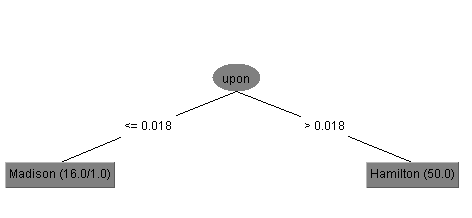 upon
<= 0.018
> 0.018
Madison (16.0/1.0)
Hamilton (50.0)